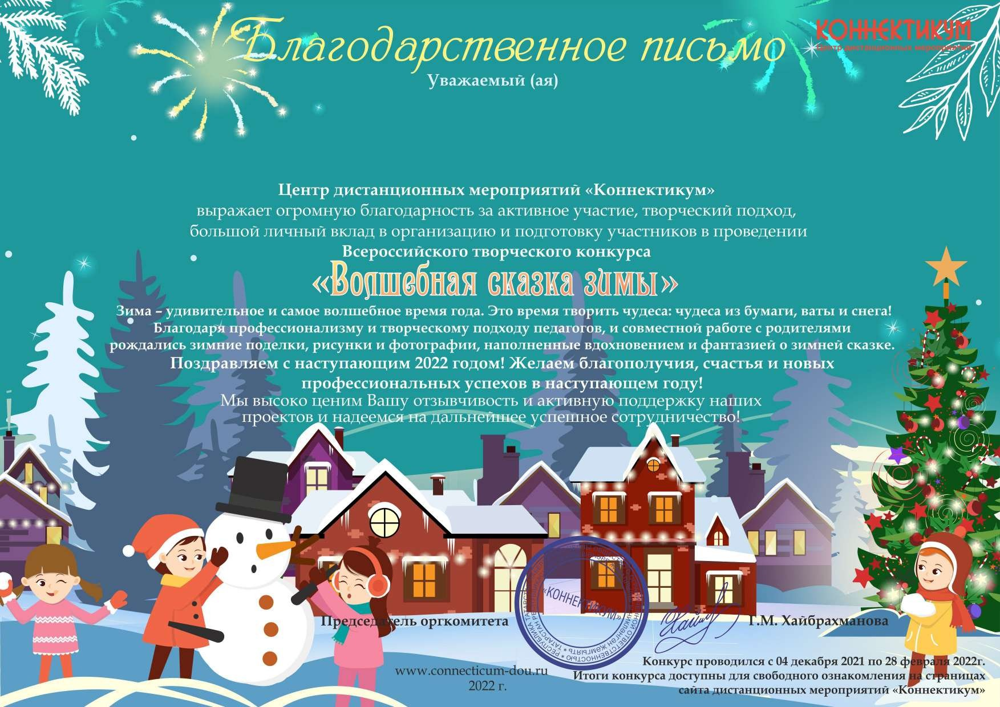 Благодарственное письмо
КОННЕКТИКУМ
Центр дистанционных мероприятий
Уважаемый (ая)
Центр дистанционных мероприятий «Коннектикум»
выражает огромную благодарность за активное участие, творческий подход,
большой личный вклад в организацию и подготовку участников в проведении
Всероссийского творческого конкурса
«Волшебная сказка зимы»
Зима – удивительное и самое волшебное время года. Это время творить чудеса: чудеса из бумаги, ваты и снега!
Благодаря профессионализму и творческому подходу педагогов, и совместной работе с родителями
рождались зимние поделки, рисунки и фотографии, наполненные вдохновением и фантазией о зимней сказке.
Поздравляем с наступающим 2022 годом! Желаем благополучия, счастья и новых
профессиональных успехов в наступающем году!
Мы высоко ценим Вашу отзывчивость и активную поддержку наших
проектов и надеемся на дальнейшее успешное сотрудничество!
Председатель оргкомитета
«КОННЕКТИКУМ»
Г.М. Хайбрахманова
www.connecticum-dou.ru
2022 г.
Конкурс проводился с 04 декабря 2021 по 28 февраля 2022г.
Итоги конкурса доступны для свободного ознакомления на страницах
сайта дистанционных мероприятий «Коннектикум»